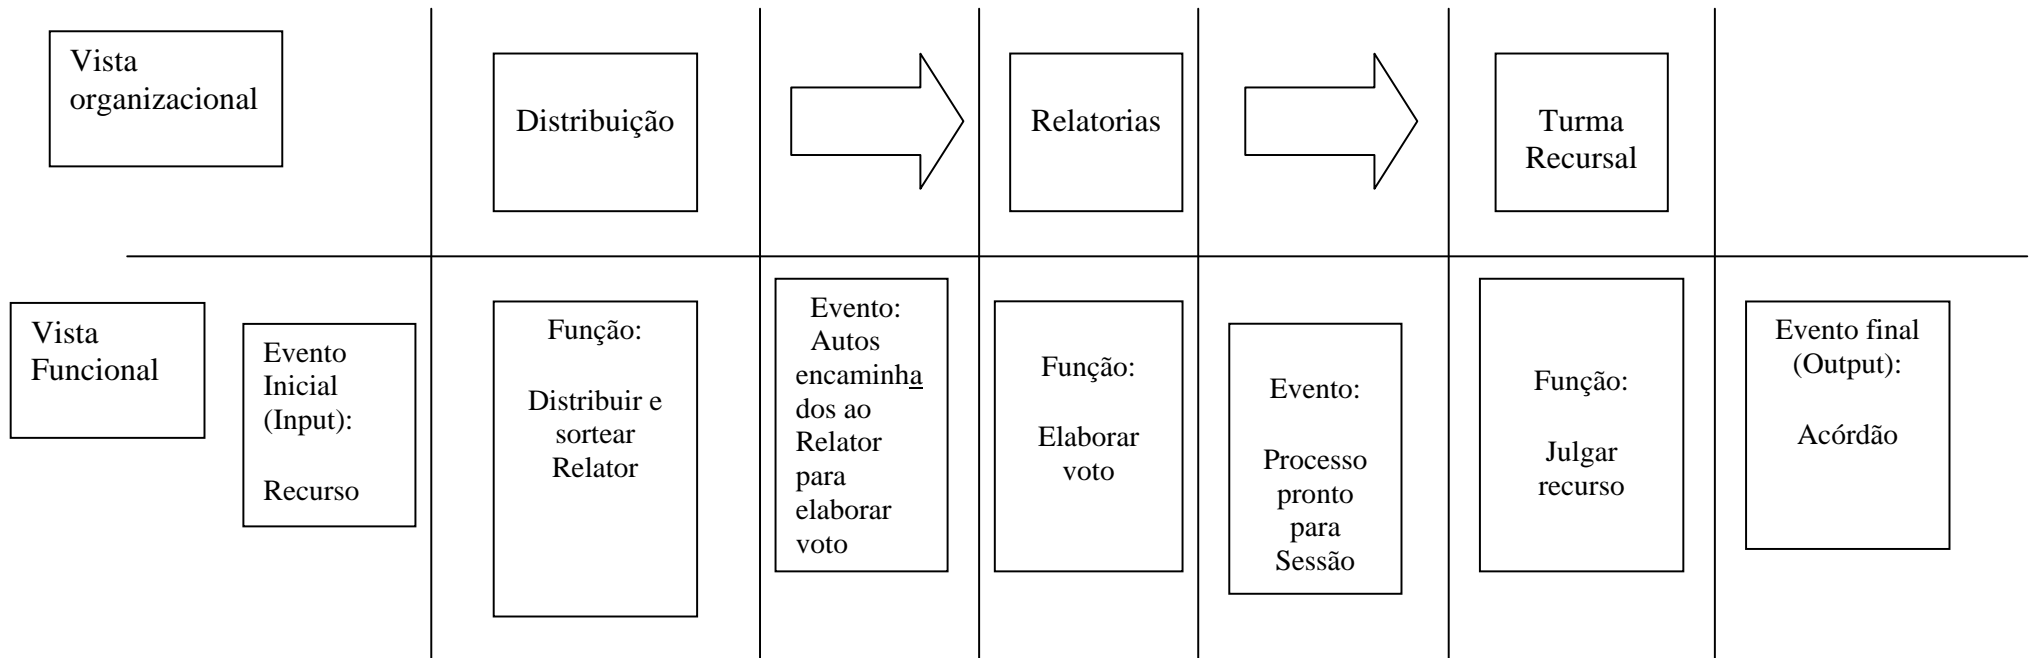 Vista
organizacional
Distribuição
Relatorias
Turma
Recursal
Vista
Funcional
Evento
Inicial
(Input):
Recurso
Função:
Distribuir e
sortear
Relator
Evento:
Autos
encaminha
dos ao
Relator
para
elaborar
voto
Função:
Elaborar
voto
Evento:
Processo
pronto
para
Sessão
Função:
Julgar
recurso
Evento final
(Output):
Acórdão